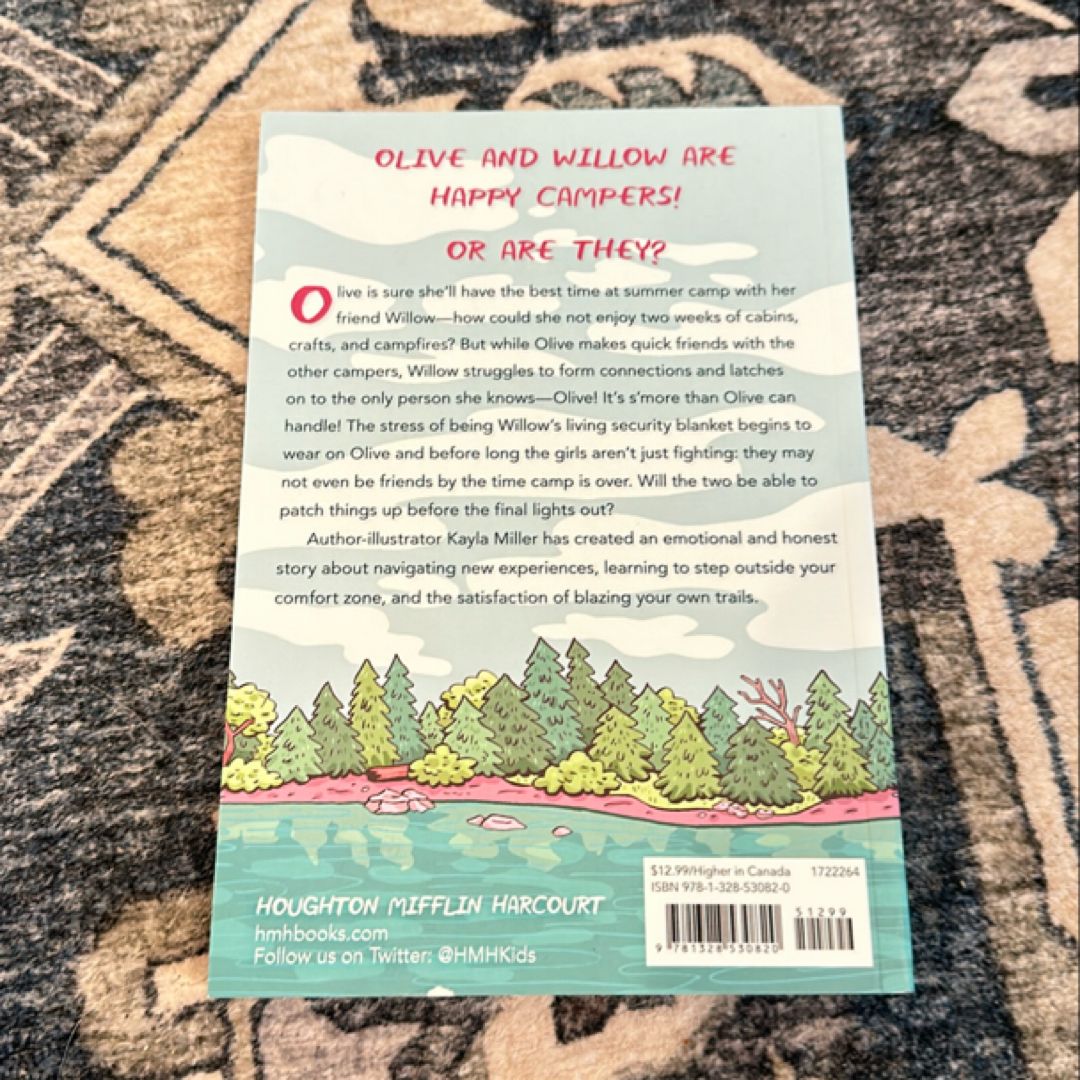 OLIVE AND WILLOW ARE
HAPPY CAMPERS!
OR ARE THEY?
Olive is sure she'll have the best time at summer camp with her
friend Willow—how could she not enjoy two weeks of cabins,
crafts, and campfires? But while Olive makes quick friends with the
other campers, Willow struggles to form connections and latches
on to the only person she knows—Olive! It's s'more than Olive can
handle! The stress of being Willow's living security blanket begins to
wear on Olive and before long the girls aren't just fighting: they may
not even be friends by the time camp is over. Will the two be able to
patch things up before the final lights out?
Author-illustrator Kayla Miller has created an emotional and honest
story about navigating new experiences, learning to step outside your
comfort zone, and the satisfaction of blazing your own trails.
HOUGHTON MIFFLIN HARCOURT
hmhbooks.com
Follow us on Twitter: @HMHKids
$12.99/Higher in Canada 1722264
ISBN 978-1-328-53082-0
51299
9 781328 530820